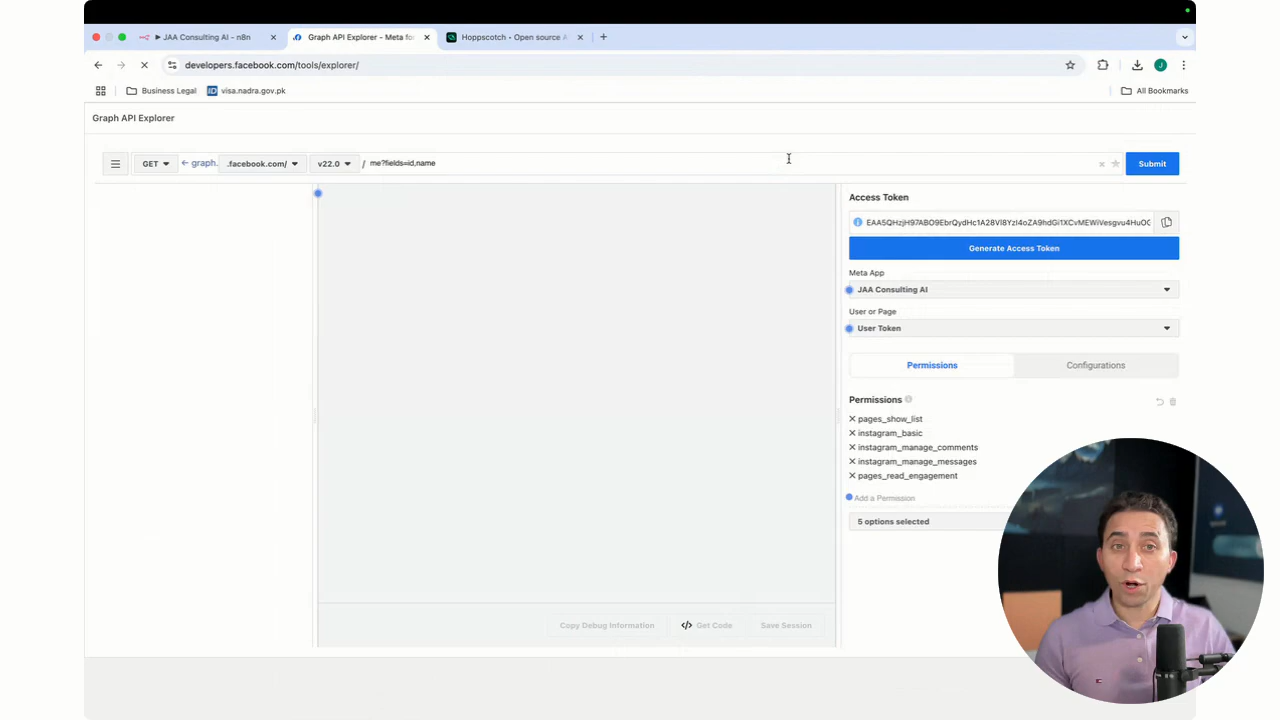 ► JAA Consulting AI - n8n
Graph API Explorer - Meta fo
Hoppscotch • Open source A
developers.facebook.com/tools/explorer/
Business Legal
visa.nadra.gov.pk
All Bookmarks
Graph API Explorer
GET
graph.
.facebook.com/
v22.0
/
me?fields=id,name
Submit
Access Token
Generate Access Token
Meta App
JAA Consulting AI
User or Page
User Token
Permissions
Configurations
Permissions
pages_show_list
instagram_basic
instagram_manage_comments
instagram_manage_messages
pages_read_engagement
Add a Permission
5 options selected
Copy Debug Information
</> Get Code
Save Session